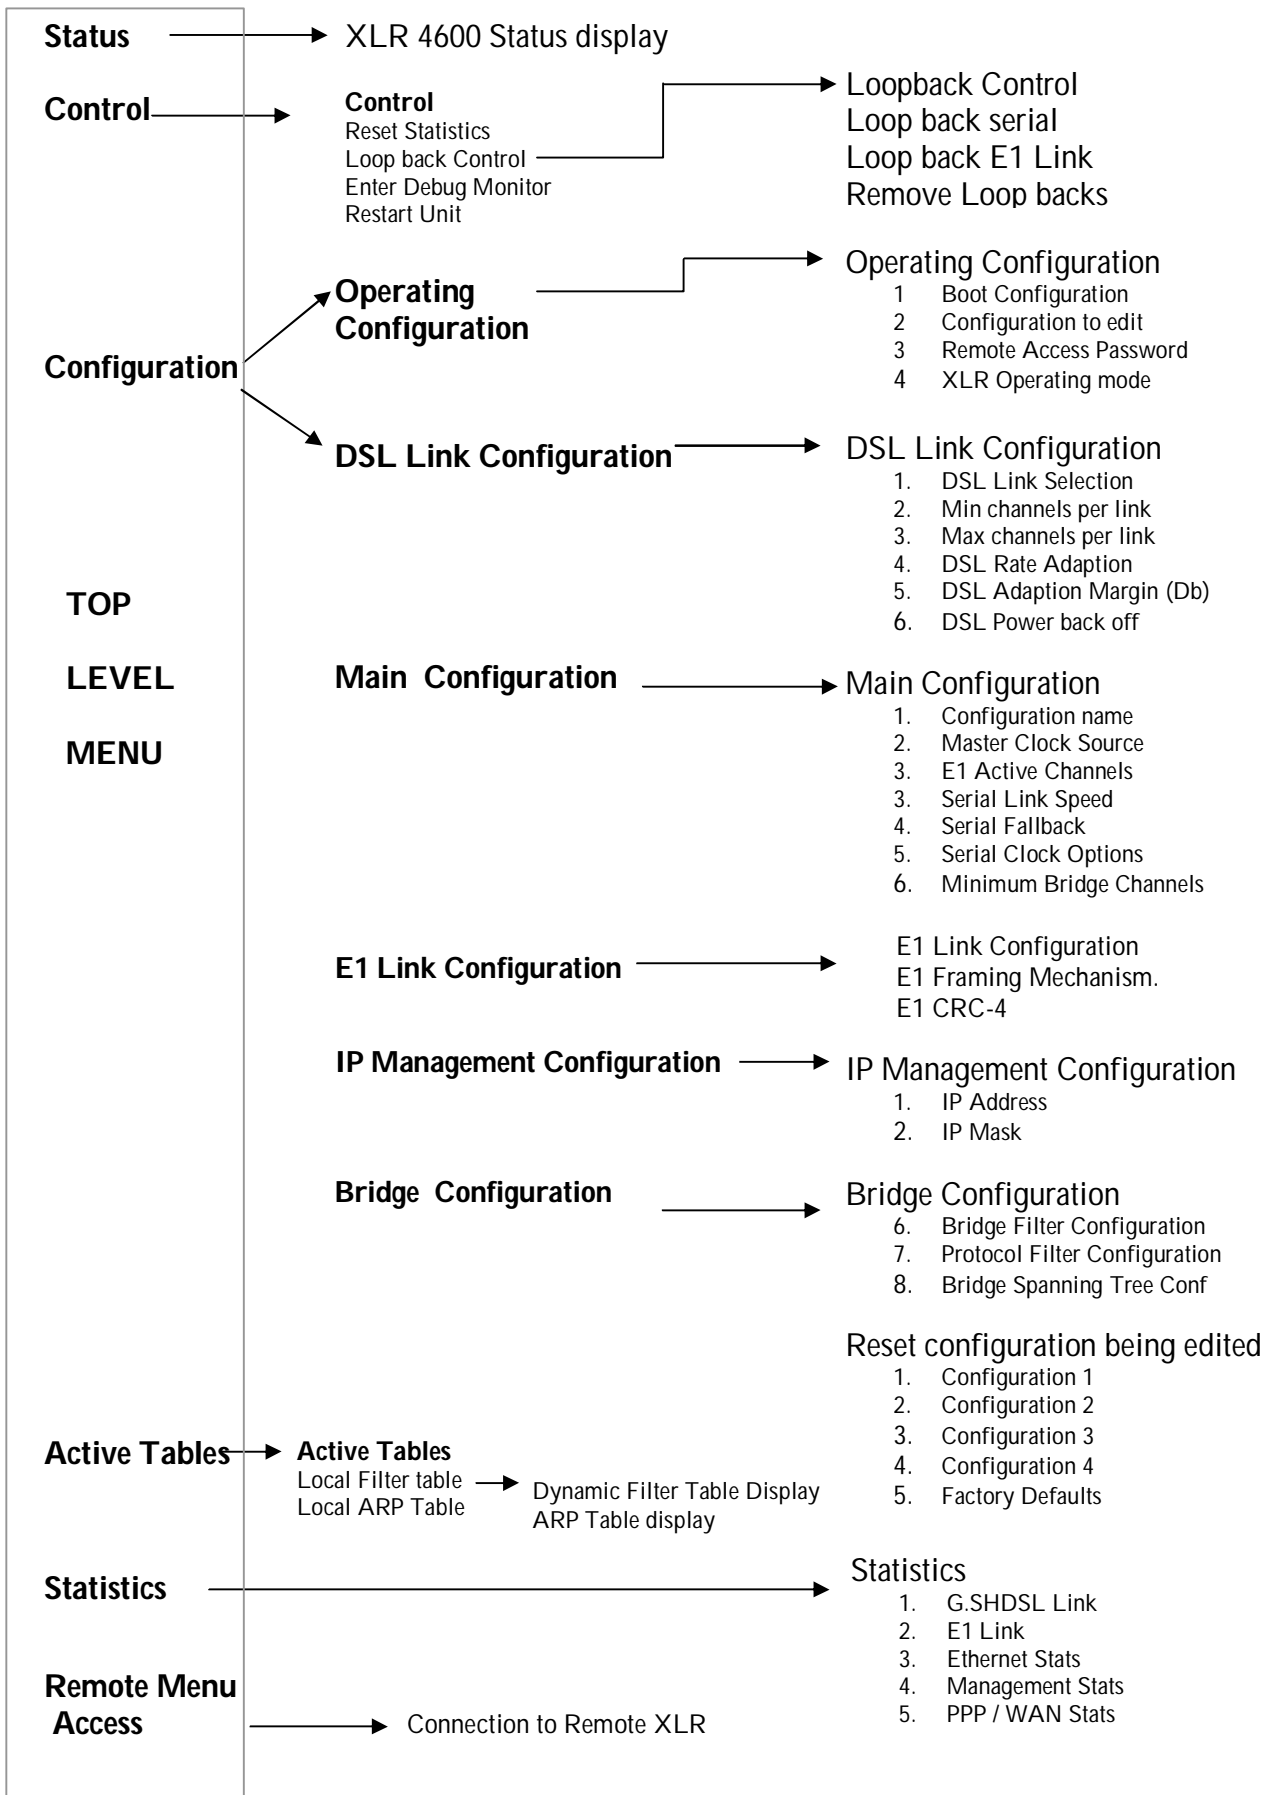 Status
XLR 4600 Status display
Control
Control
Reset Statistics
Loop back Control
Enter Debug Monitor
Restart Unit
Loopback Control
Loop back serial
Loop back E1 Link
Remove Loop backs
Configuration
Operating
Configuration
Operating Configuration
1 Boot Configuration
2 Configuration to edit
3 Remote Access Password
4 XLR Operating mode
DSL Link Configuration
DSL Link Configuration
1. DSL Link Selection
2. Min channels per link
3. Max channels per link
4. DSL Rate Adaption
5. DSL Adaption Margin (Db)
6. DSL Power back off
TOP
LEVEL
MENU
Main Configuration
Main Configuration
1. Configuration name
2. Master Clock Source
3. E1 Active Channels
3. Serial Link Speed
4. Serial Fallback
5. Serial Clock Options
6. Minimum Bridge Channels
E1 Link Configuration
E1 Link Configuration
E1 Framing Mechanism.
E1 CRC-4
IP Management Configuration
IP Management Configuration
1. IP Address
2. IP Mask
Bridge Configuration
Bridge Configuration
6. Bridge Filter Configuration
7. Protocol Filter Configuration
8. Bridge Spanning Tree Conf
Reset configuration being edited
1. Configuration 1
2. Configuration 2
3. Configuration 3
4. Configuration 4
5. Factory Defaults
Active Tables
Active Tables
Local Filter table
Local ARP Table
Dynamic Filter Table Display
ARP Table display
Statistics
Statistics
1. G.SHDSL Link
2. E1 Link
3. Ethernet Stats
4. Management Stats
5. PPP / WAN Stats
Remote Menu
Access
Connection to Remote XLR